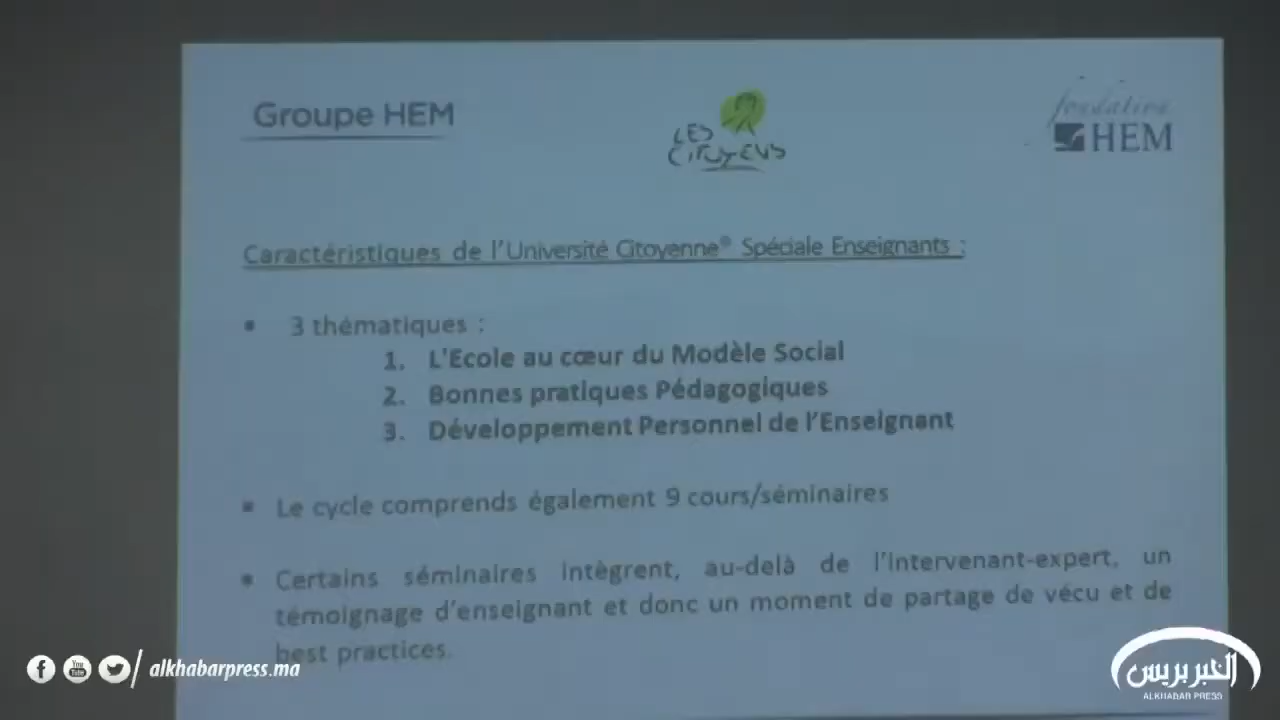 Groupe HEM
LES
CITOYENS
fondation
HEM
Caractéristiques de l'Université Citoyenne® Spéciale Enseignants :
▪ 3 thématiques :
1. L'Ecole au cœur du Modèle Social
2. Bonnes pratiques Pédagogiques
3. Développement Personnel de l'Enseignant
▪ Le cycle comprends également 9 cours/séminaires
▪ Certains séminaires intègrent, au-delà de l'intervenant-expert, un
témoignage d'enseignant et donc un moment de partage de vécu et de
best practices.
You
Tube
alkhabarpress.ma
الخبر بريس
ALKHABAR PRESS